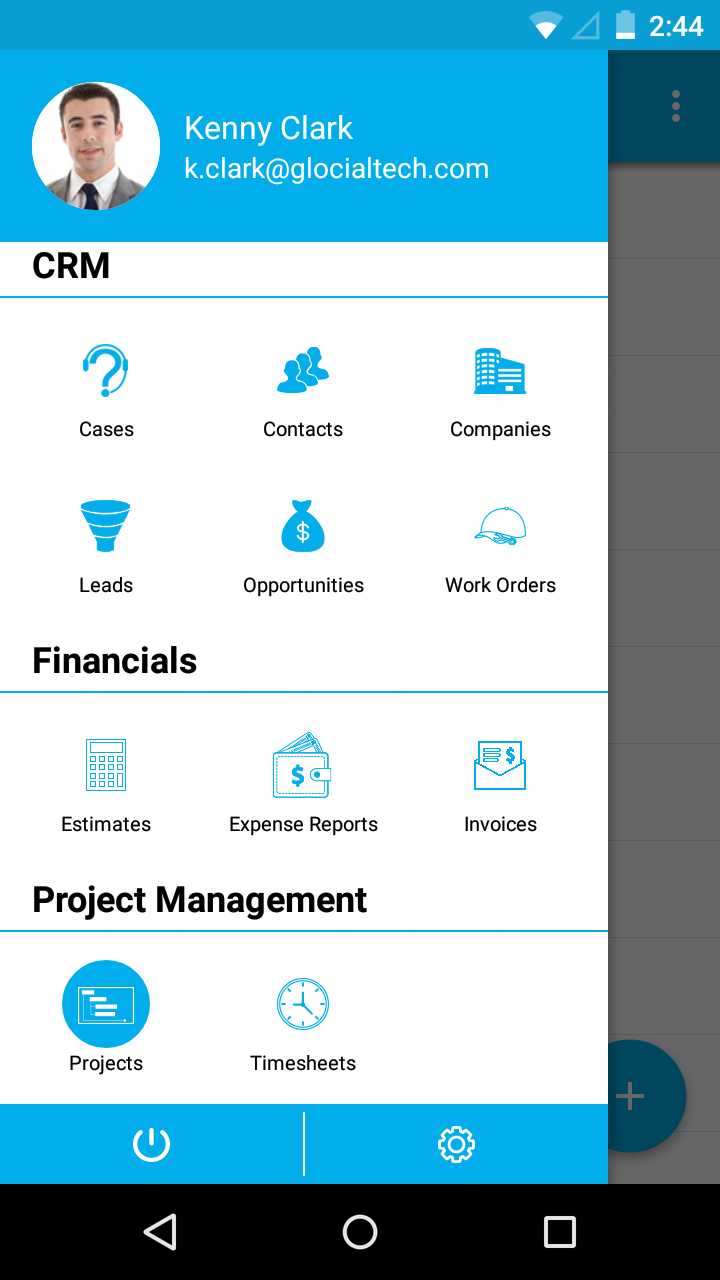 2:44
Kenny Clark
k.clark@glocialtech.com
CRM
Cases Contacts Companies
Leads Opportunities Work Orders
Financials
Estimates Expense Reports Invoices
Project Management
Projects Timesheets